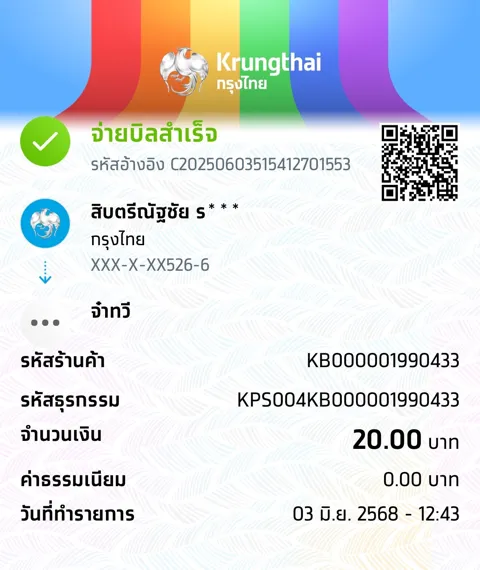 Krungthai
กรุงไทย
จ่ายบิลสำเร็จ
รหัสอ้างอิง C20250603515412701553
สิบตรีณัฐชัย ร***
กรุงไทย
XXX-X-XX526-6
จ๋าทวี
รหัสร้านค้า KB000001990433
รหัสธุรกรรม KPS004KB000001990433
จำนวนเงิน 20.00 บาท
ค่าธรรมเนียม 0.00 บาท
วันที่ทำรายการ 03 มิ.ย. 2568 - 12:43